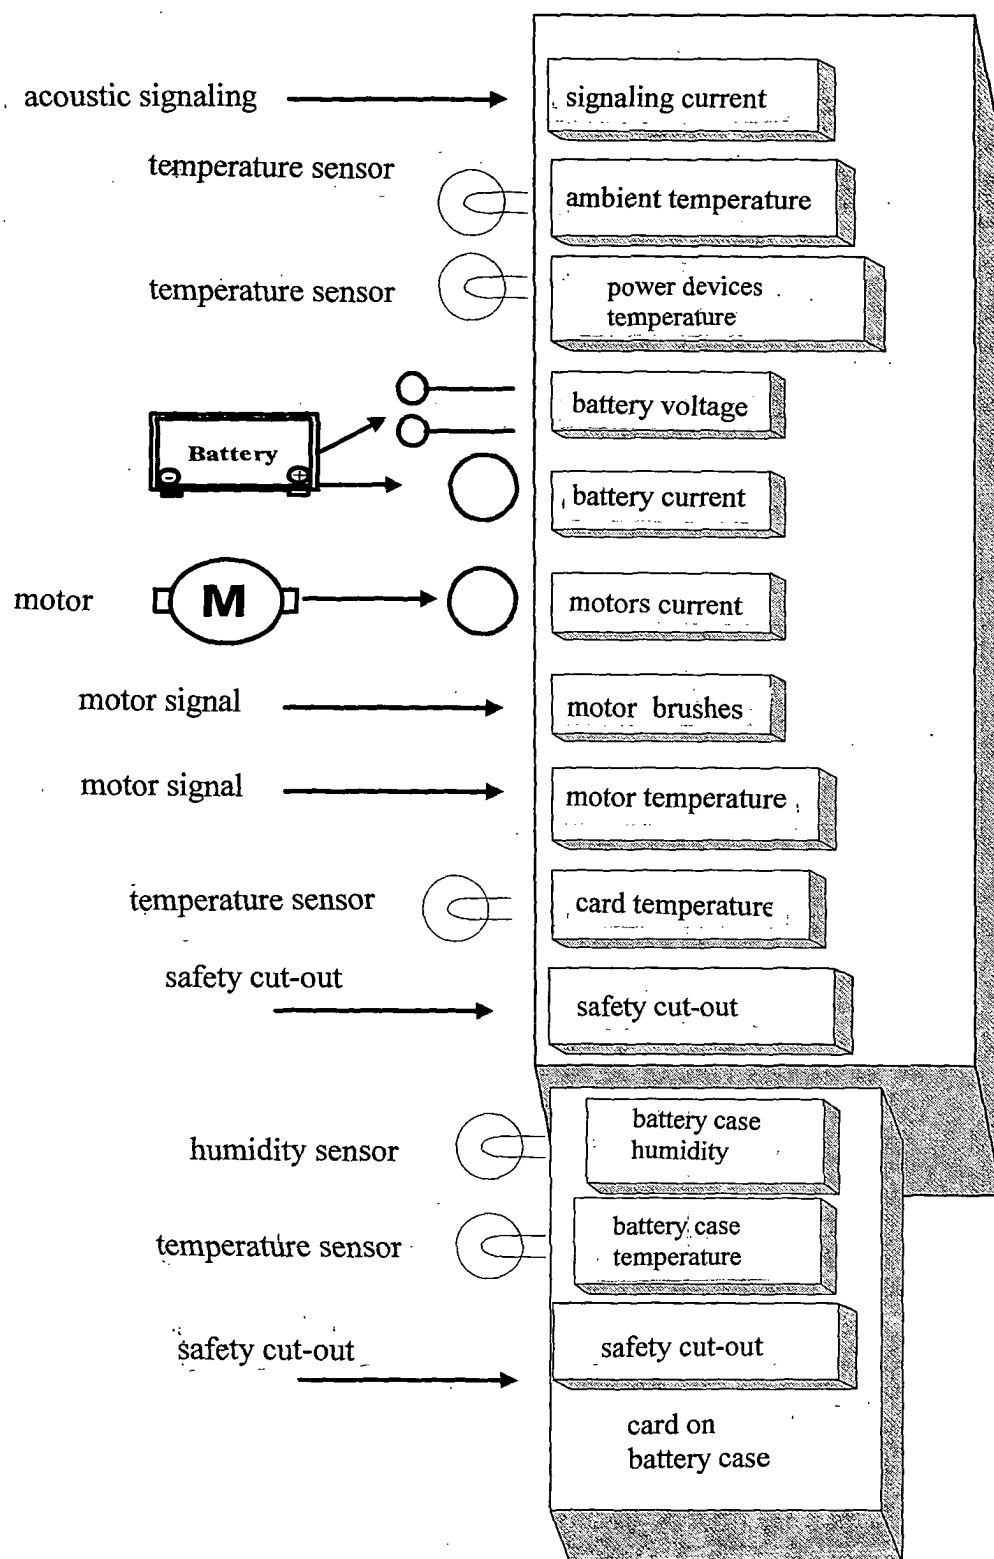 acoustic signaling
signaling current
temperature sensor
ambient temperature
temperature sensor
power devices
temperature
battery voltage
Battery
- +
battery current
motor
M
motors current
motor signal
motor brushes
motor signal
motor temperature
temperature sensor
card temperature
safety cut-out
safety cut-out
humidity sensor
battery case
humidity
temperature sensor
battery case
temperature
safety cut-out
safety cut-out
card on
battery case